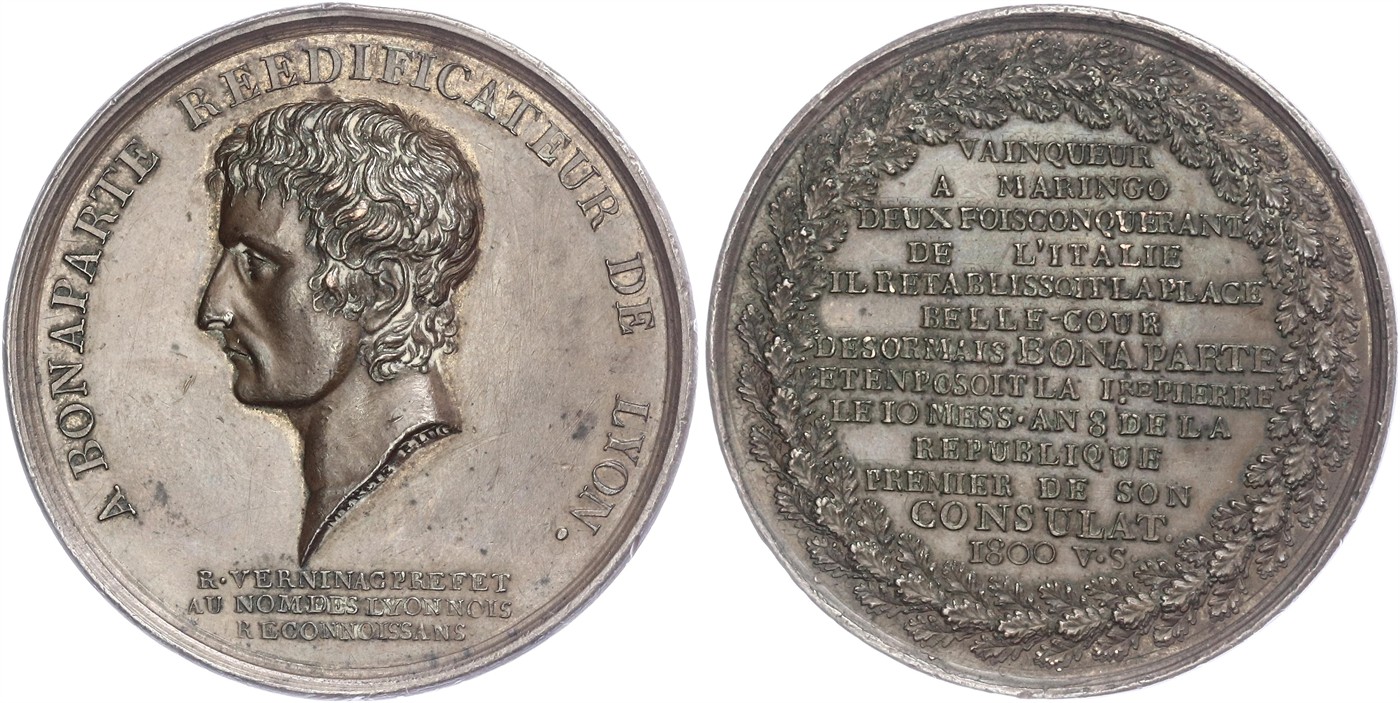 A BONAPARTE REEDIFICATEUR DE LYON.
R·VERNINAC PREFET
AU NOM DES LYONNOIS
RECONNOISSANS
VAINQUEUR
A MARINGO
DEUX FOIS CONQUERANT
DE L'ITALIE
IL RETABLISSOIT LA PLACE
BELLE-COUR
DESORMAIS BONAPARTE
ET EN POSOIT LA I.RE PIERRE
LE 10 MESS·AN 8 DE LA
REPUBLIQUE
PREMIER DE SON
CONSULAT.
1800 V·S·